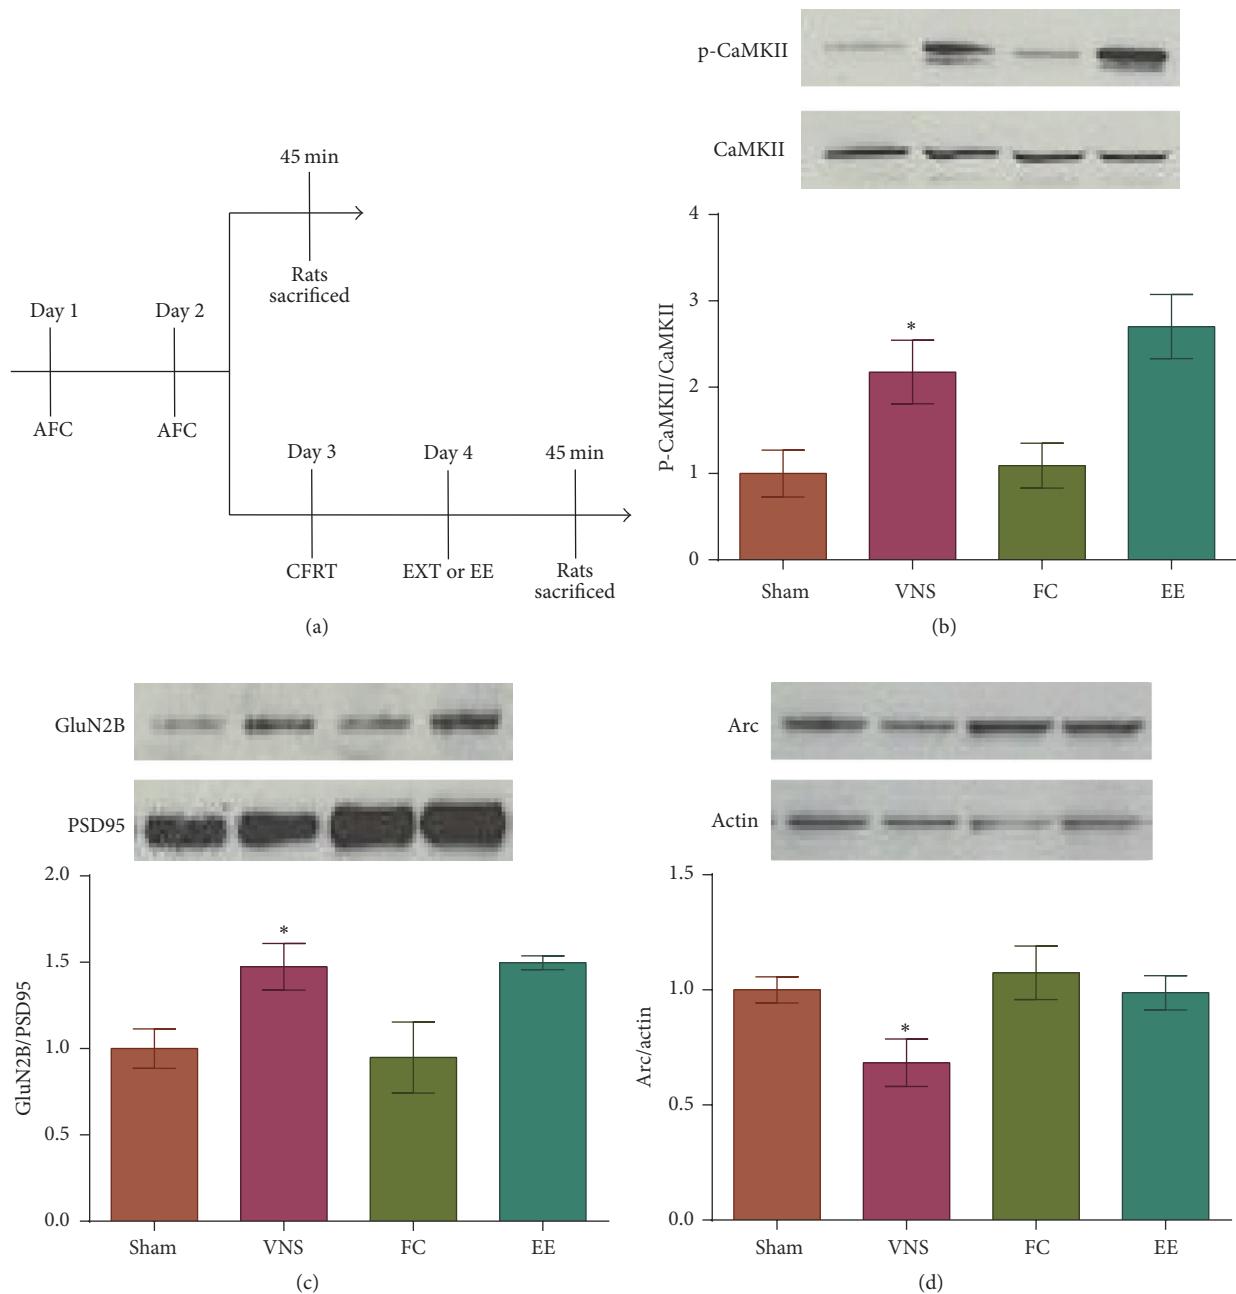 45 min
Rats
sacrificed
Day 1
Day 2
AFC
AFC
Day 3
Day 4
45 min
CFRT
EXT or EE
Rats
sacrificed
(a)
p-CaMKII
CaMKII
P-CaMKII/CaMKII
4
3
2
1
0
*
Sham
VNS
FC
EE
(b)
GluN2B
PSD95
GluN2B/PSD95
2.0
1.5
1.0
0.5
0.0
*
Sham
VNS
FC
EE
(c)
Arc
Actin
Arc/actin
1.5
1.0
0.5
0.0
*
Sham
VNS
FC
EE
(d)